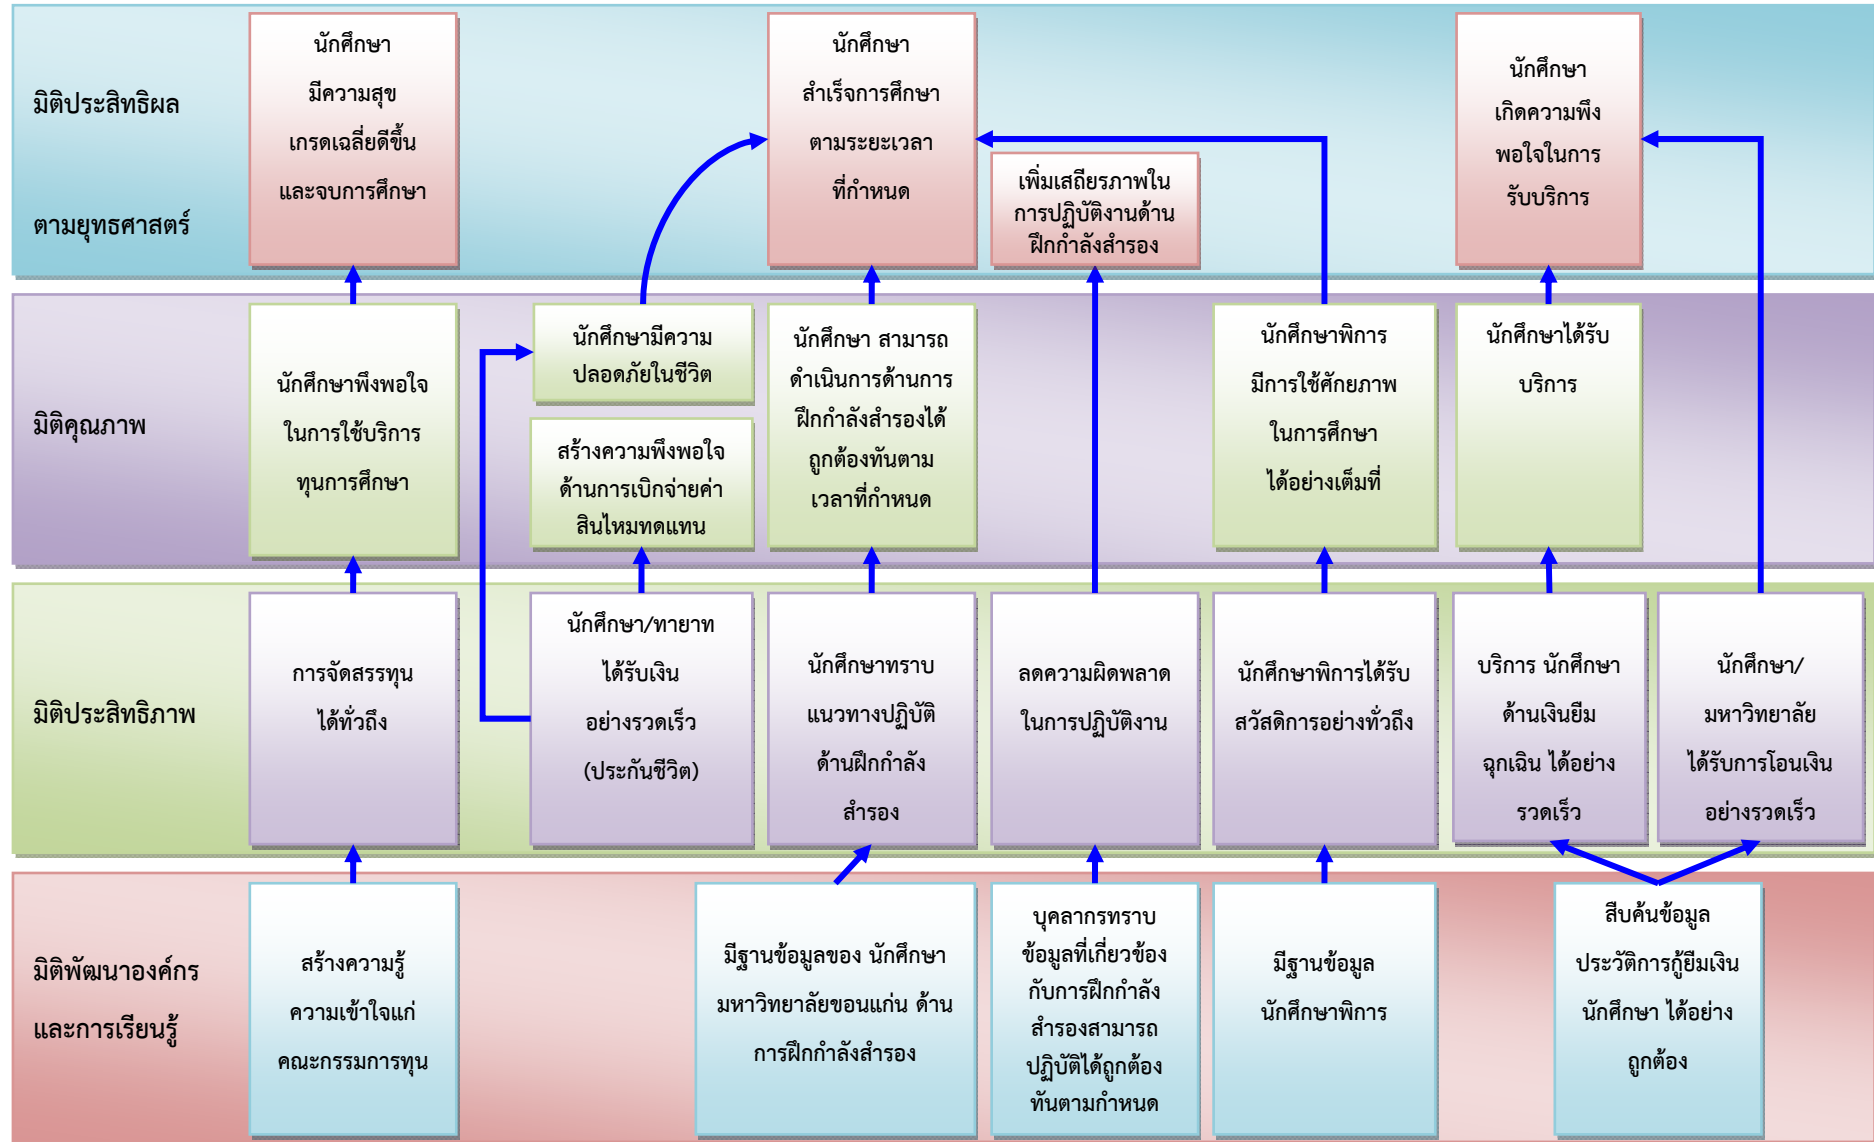 มิติประสิทธิผล
ตามยุทธศาสตร์
นักศึกษา
มีความสุข
เกรดเฉลี่ยดีขึ้น
และจบการศึกษา
นักศึกษา
สำเร็จการศึกษา
ตามระยะเวลา
ที่กำหนด
เพิ่มเสถียรภาพใน
การปฏิบัติงานด้าน
ฝึกกำลังสำรอง
นักศึกษา
เกิดความพึง
พอใจในการ
รับบริการ
มิติคุณภาพ
นักศึกษาพึงพอใจ
ในการใช้บริการ
ทุนการศึกษา
นักศึกษามีความ
ปลอดภัยในชีวิต
สร้างความพึงพอใจ
ด้านการเบิกจ่ายค่า
สินไหมทดแทน
นักศึกษา สามารถ
ดำเนินการด้านการ
ฝึกกำลังสำรองได้
ถูกต้องทันตาม
เวลาที่กำหนด
นักศึกษาพิการ
มีการใช้ศักยภาพ
ในการศึกษา
ได้อย่างเต็มที่
นักศึกษาได้รับ
บริการ
มิติประสิทธิภาพ
การจัดสรรทุน
ได้ทั่วถึง
นักศึกษา/ทายาท
ได้รับเงิน
อย่างรวดเร็ว
(ประกันชีวิต)
นักศึกษาทราบ
แนวทางปฏิบัติ
ด้านฝึกกำลัง
สำรอง
ลดความผิดพลาด
ในการปฏิบัติงาน
นักศึกษาพิการได้รับ
สวัสดิการอย่างทั่วถึง
บริการ นักศึกษา
ด้านเงินยืม
ฉุกเฉิน ได้อย่าง
รวดเร็ว
นักศึกษา/
มหาวิทยาลัย
ได้รับการโอนเงิน
อย่างรวดเร็ว
มิติพัฒนาองค์กร
และการเรียนรู้
สร้างความรู้
ความเข้าใจแก่
คณะกรรมการทุน
มีฐานข้อมูลของ นักศึกษา
มหาวิทยาลัยขอนแก่น ด้าน
การฝึกกำลังสำรอง
บุคลากรทราบ
ข้อมูลที่เกี่ยวข้อง
กับการฝึกกำลัง
สำรองสามารถ
ปฏิบัติได้ถูกต้อง
ทันตามกำหนด
มีฐานข้อมูล
นักศึกษาพิการ
สืบค้นข้อมูล
ประวัติการกู้ยืมเงิน
นักศึกษา ได้อย่าง
ถูกต้อง